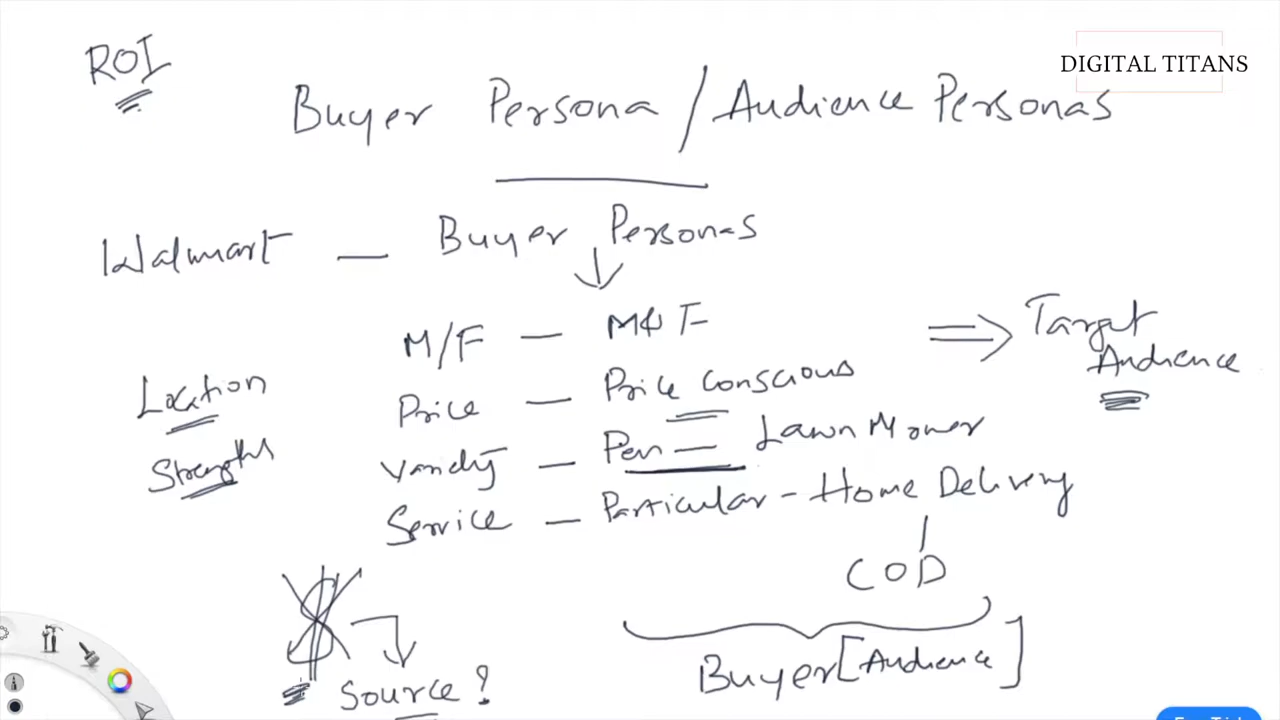 ROI
DIGITAL TITANS
Buyer Persona / Audience Personas
Walmart — Buyer Personas
M/F — M & F
Target
Audience
Location
Price — Price Conscious
Strengths
Variety — Pen — Lawn Mower
Service — Particular - Home Delivery
COD
$
Source ?
Buyer [Audience]